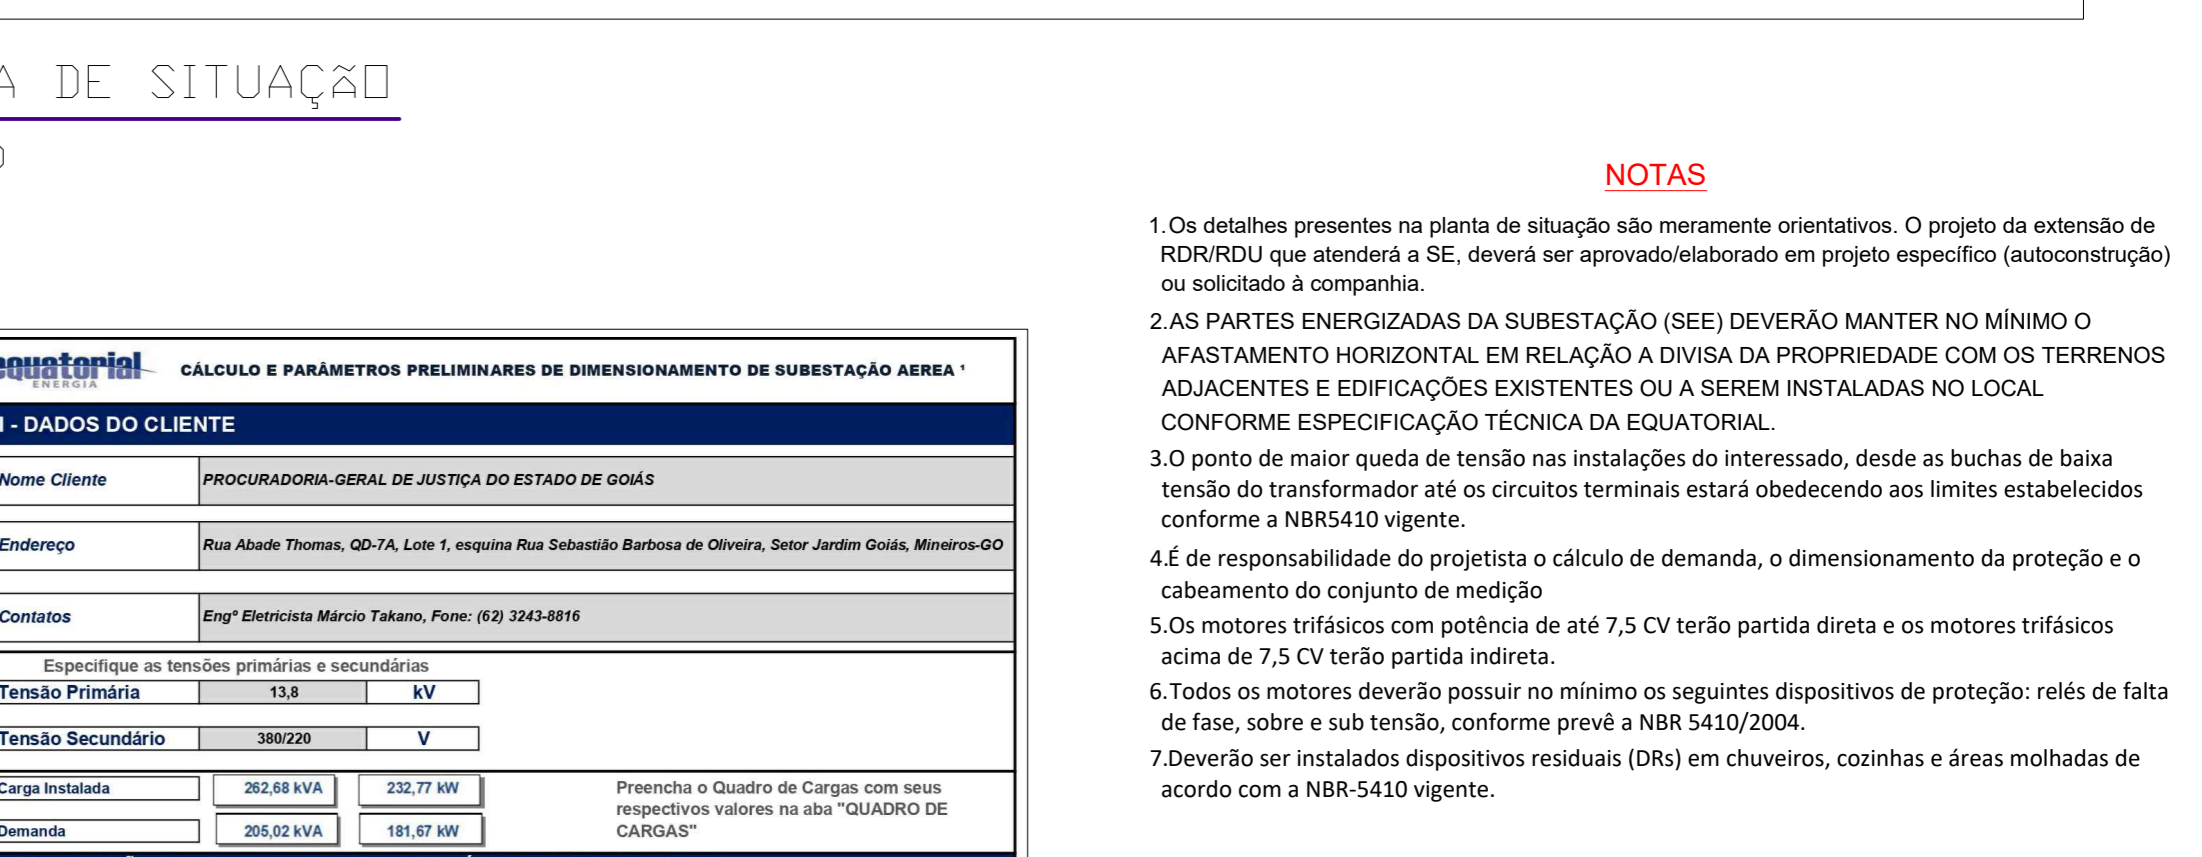 A DE SITUAÇÃO
NOTAS
1.Os detalhes presentes na planta de situação são meramente orientativos. O projeto da extensão de
RDR/RDU que atenderá a SE, deverá ser aprovado/elaborado em projeto específico (autoconstrução)
ou solicitado à companhia.
2.AS PARTES ENERGIZADAS DA SUBESTAÇÃO (SEE) DEVERÃO MANTER NO MÍNIMO O
AFASTAMENTO HORIZONTAL EM RELAÇÃO A DIVISA DA PROPRIEDADE COM OS TERRENOS
ADJACENTES E EDIFICAÇÕES EXISTENTES OU A SEREM INSTALADAS NO LOCAL
CONFORME ESPECIFICAÇÃO TÉCNICA DA EQUATORIAL.
3.O ponto de maior queda de tensão nas instalações do interessado, desde as buchas de baixa
tensão do transformador até os circuitos terminais estará obedecendo aos limites estabelecidos
conforme a NBR5410 vigente.
4.É de responsabilidade do projetista o cálculo de demanda, o dimensionamento da proteção e o
cabeamento do conjunto de medição
5.Os motores trifásicos com potência de até 7,5 CV terão partida direta e os motores trifásicos
acima de 7,5 CV terão partida indireta.
6.Todos os motores deverão possuir no mínimo os seguintes dispositivos de proteção: relés de falta
de fase, sobre e sub tensão, conforme prevê a NBR 5410/2004.
7.Deverão ser instalados dispositivos residuais (DRs) em chuveiros, cozinhas e áreas molhadas de
acordo com a NBR-5410 vigente.
equatorial
ENERGIA
CÁLCULO E PARÂMETROS PRELIMINARES DE DIMENSIONAMENTO DE SUBESTAÇÃO AEREA ¹
I - DADOS DO CLIENTE
Nome Cliente PROCURADORIA-GERAL DE JUSTIÇA DO ESTADO DE GOIÁS
Endereço Rua Abade Thomas, QD-7A, Lote 1, esquina Rua Sebastião Barbosa de Oliveira, Setor Jardim Goiás, Mineiros-GO
Contatos Engº Eletricista Márcio Takano, Fone: (62) 3243-8816
Especifique as tensões primárias e secundárias
Tensão Primária 13,8 kV
Tensão Secundário 380/220 V
Carga Instalada 262,68 kVA 232,77 kW
Demanda 205,02 kVA 181,67 kW
Preencha o Quadro de Cargas com seus
respectivos valores na aba "QUADRO DE
CARGAS"